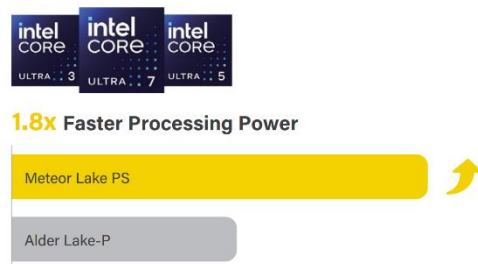 intel
CORE
ULTRA 3
intel
CORE
ULTRA 7
intel
CORE
ULTRA 5
1.8X Faster Processing Power
Meteor Lake PS
Alder Lake-P